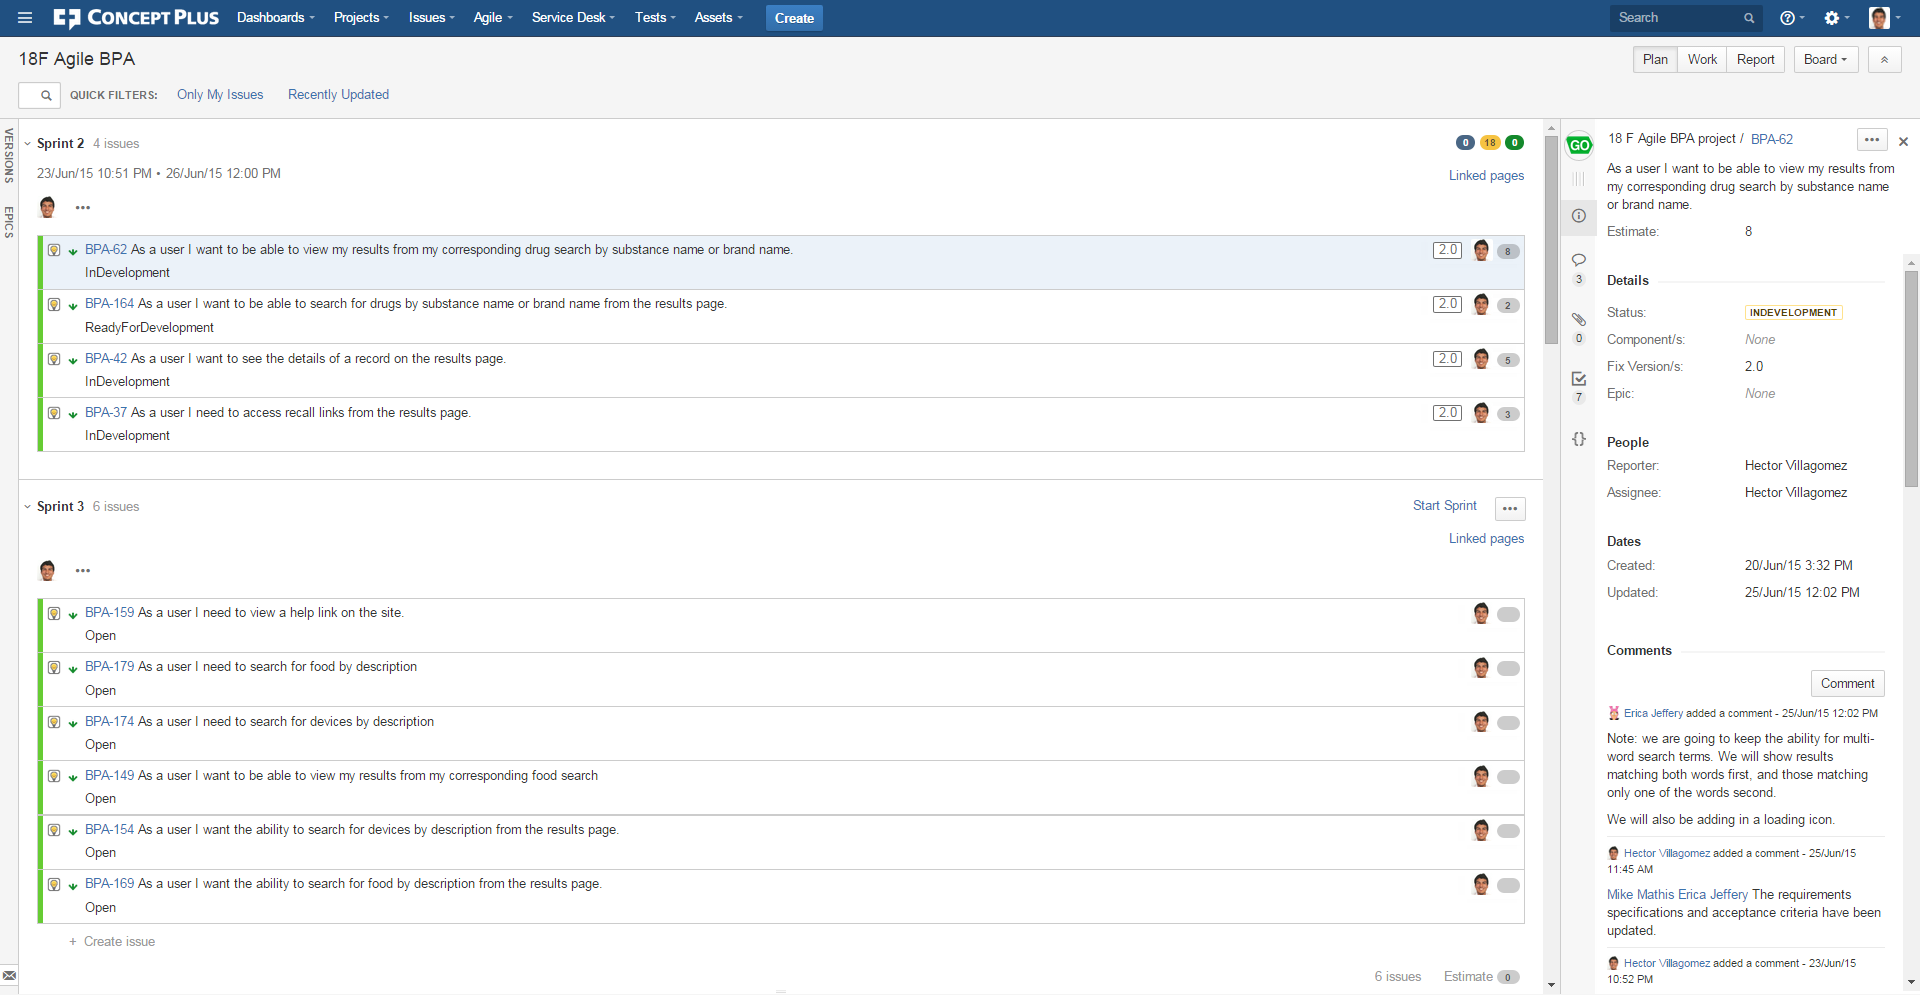 CONCEPT PLUS Dashboards Projects Issues Agile Service Desk Tests Assets Create Search
18F Agile BPA
Plan Work Report Board
QUICK FILTERS: Only My Issues Recently Updated
VERSIONS
EPICS
Sprint 2 4 issues
0 18 0
23/Jun/15 10:51 PM • 26/Jun/15 12:00 PM
Linked pages
•••
BPA-62 As a user I want to be able to view my results from my corresponding drug search by substance name or brand name. 2.0 8
InDevelopment
BPA-164 As a user I want to be able to search for drugs by substance name or brand name from the results page. 2.0 2
ReadyForDevelopment
BPA-42 As a user I want to see the details of a record on the results page. 2.0 5
InDevelopment
BPA-37 As a user I need to access recall links from the results page. 2.0 3
InDevelopment
Sprint 3 6 issues
Start Sprint •••
Linked pages
•••
BPA-159 As a user I need to view a help link on the site.
Open
BPA-179 As a user I need to search for food by description
Open
BPA-174 As a user I need to search for devices by description
Open
BPA-149 As a user I want to be able to view my results from my corresponding food search
Open
BPA-154 As a user I want the ability to search for devices by description from the results page.
Open
BPA-169 As a user I want the ability to search for food by description from the results page.
Open
+ Create issue
6 issues Estimate 0
GO
3
0
7
{}
18 F Agile BPA project / BPA-62 •••
As a user I want to be able to view my results from
my corresponding drug search by substance name
or brand name.
Estimate: 8
Details
Status: INDEVELOPMENT
Component/s: None
Fix Version/s: 2.0
Epic: None
People
Reporter: Hector Villagomez
Assignee: Hector Villagomez
Dates
Created: 20/Jun/15 3:32 PM
Updated: 25/Jun/15 12:02 PM
Comments
Comment
Erica Jeffery added a comment - 25/Jun/15 12:02 PM
Note: we are going to keep the ability for multi-
word search terms. We will show results
matching both words first, and those matching
only one of the words second.
We will also be adding in a loading icon.
Hector Villagomez added a comment - 25/Jun/15
11:45 AM
Mike Mathis Erica Jeffery The requirements
specifications and acceptance criteria have been
updated.
Hector Villagomez added a comment - 23/Jun/15
10:52 PM